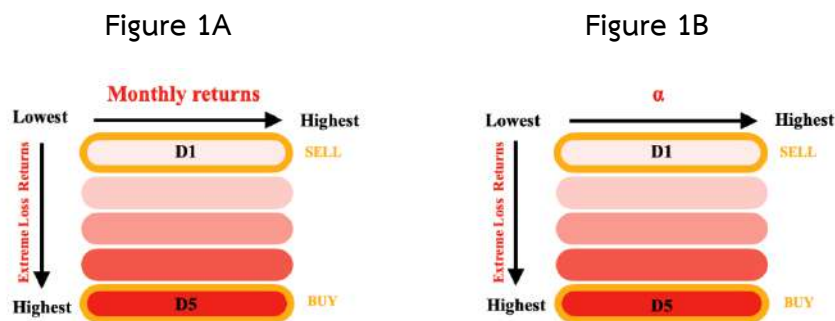 Figure 1A
Monthly returns
Lowest
Highest
Extreme Loss Returns
D1
SELL
Highest
D5
BUY
Figure 1B
α
Lowest
Highest
Extreme Loss Returns
D1
SELL
Highest
D5
BUY